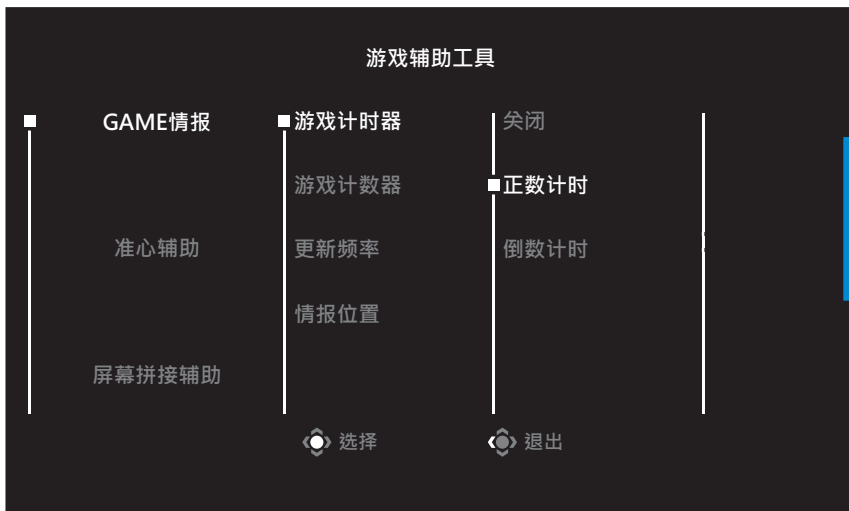 游戏辅助工具
GAME情报
游戏计时器
关闭
游戏计数器
正数计时
准心辅助
更新频率
倒数计时
情报位置
屏幕拼接辅助
选择
退出